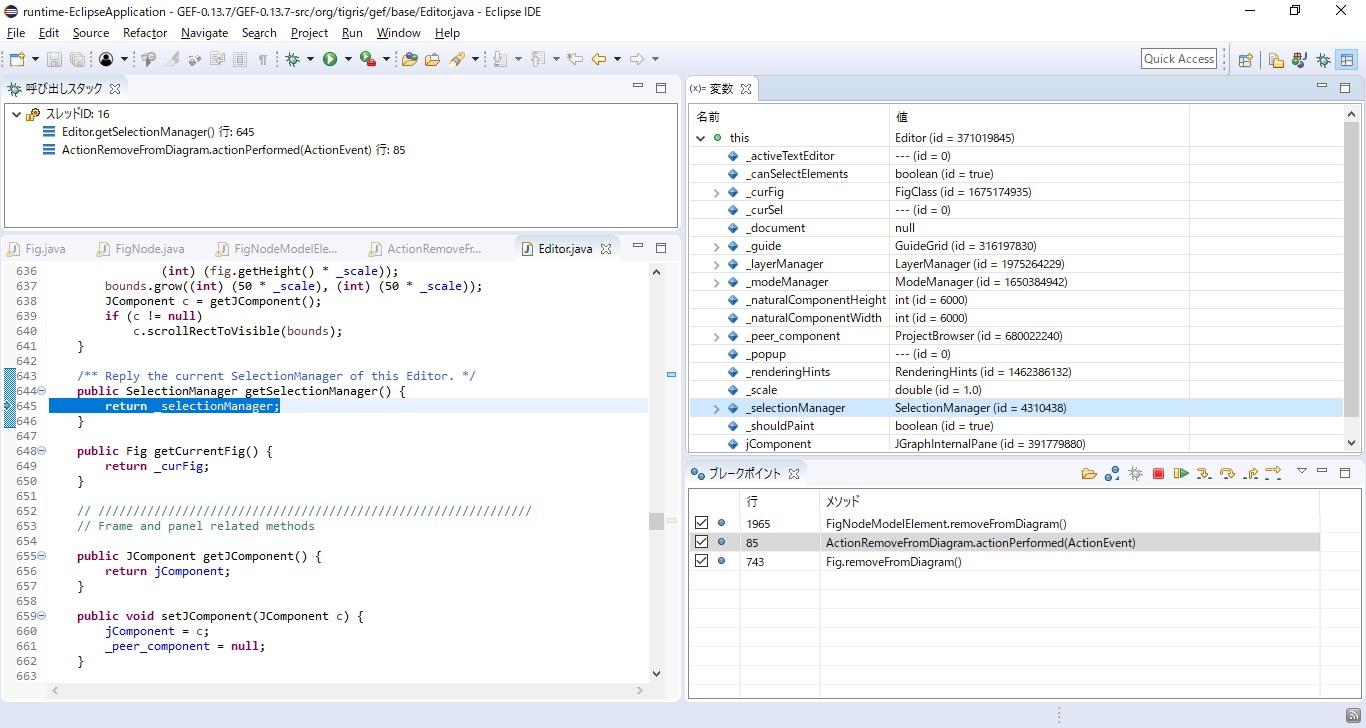 runtime-EclipseApplication - GEF-0.13.7/GEF-0.13.7-src/org/tigris/gef/base/Editor.java - Eclipse IDE
File Edit Source Refactor Navigate Search Project Run Window Help
Quick Access
呼び出しスタック
スレッドID: 16
Editor.getSelectionManager() 行: 645
ActionRemoveFromDiagram.actionPerformed(ActionEvent) 行: 85
Fig.java FigNode.java FigNodeModelEle... ActionRemoveFr... Editor.java
636 (int) (fig.getHeight() * _scale));
637 bounds.grow((int) (50 * _scale), (int) (50 * _scale));
638 JComponent c = getJComponent();
639 if (c != null)
640 c.scrollRectToVisible(bounds);
641 }
642
643 /** Reply the current SelectionManager of this Editor. */
644 public SelectionManager getSelectionManager() {
645 return _selectionManager;
646 }
647
648 public Fig getCurrentFig() {
649 return _curFig;
650 }
651
652 // //////////////////////////////////////////////////////////////
653 // Frame and panel related methods
654
655 public JComponent getJComponent() {
656 return jComponent;
657 }
658
659 public void setJComponent(JComponent c) {
660 jComponent = c;
661 _peer_component = null;
662 }
663
(x)= 変数
名前 値
this Editor (id = 371019845)
_activeTextEditor --- (id = 0)
_canSelectElements boolean (id = true)
_curFig FigClass (id = 1675174935)
_curSel --- (id = 0)
_document null
_guide GuideGrid (id = 316197830)
_layerManager LayerManager (id = 1975264229)
_modeManager ModeManager (id = 1650384942)
_naturalComponentHeight int (id = 6000)
_naturalComponentWidth int (id = 6000)
_peer_component ProjectBrowser (id = 680022240)
_popup --- (id = 0)
_renderingHints RenderingHints (id = 1462386132)
_scale double (id = 1.0)
_selectionManager SelectionManager (id = 4310438)
_shouldPaint boolean (id = true)
jComponent JGraphInternalPane (id = 391779880)
ブレークポイント
行 メソッド
1965 FigNodeModelElement.removeFromDiagram()
85 ActionRemoveFromDiagram.actionPerformed(ActionEvent)
743 Fig.removeFromDiagram()